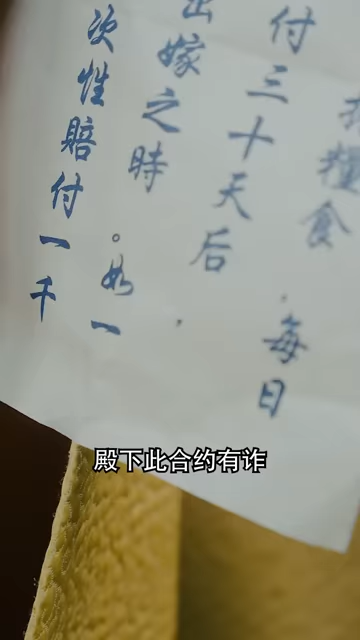 糧食。每日
付三十天后，
嫁之時。如一
次性賠付一千
殿下此合约有诈